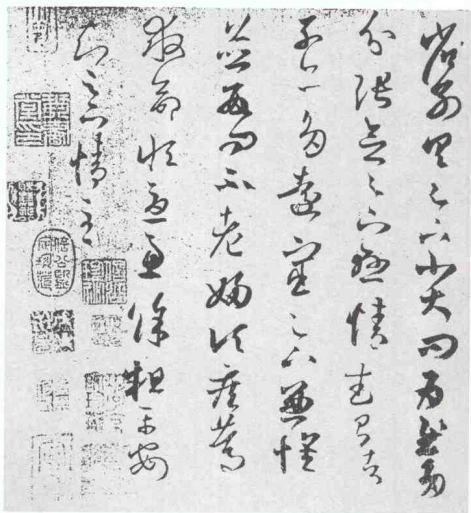 省別具足下小大問為慰多
分張念足下懸情武昌諸
子亦多遠宦足下兼懷
並數問不老婦頃疾篤
救命恒憂慮餘粗平安
知足下情至